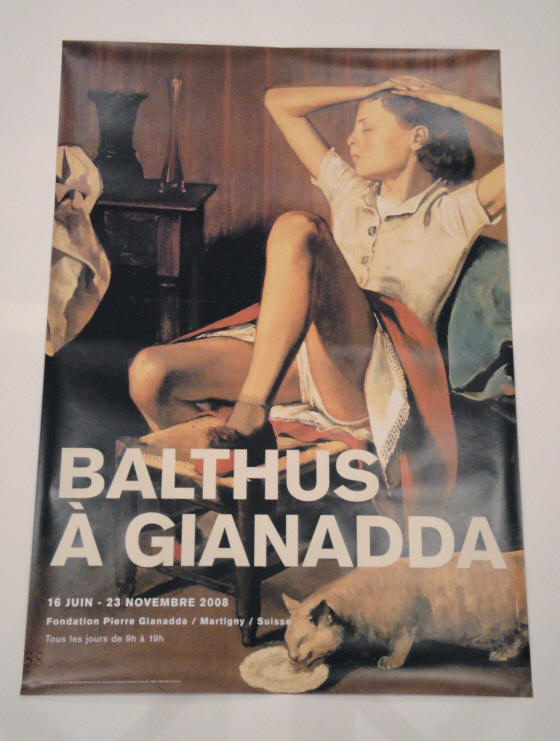 BALTHUS
À GIANADDA
16 JUIN - 23 NOVEMBRE 2008
Fondation Pierre Gianadda / Martigny / Suisse
Tous les jours de 9h à 19h